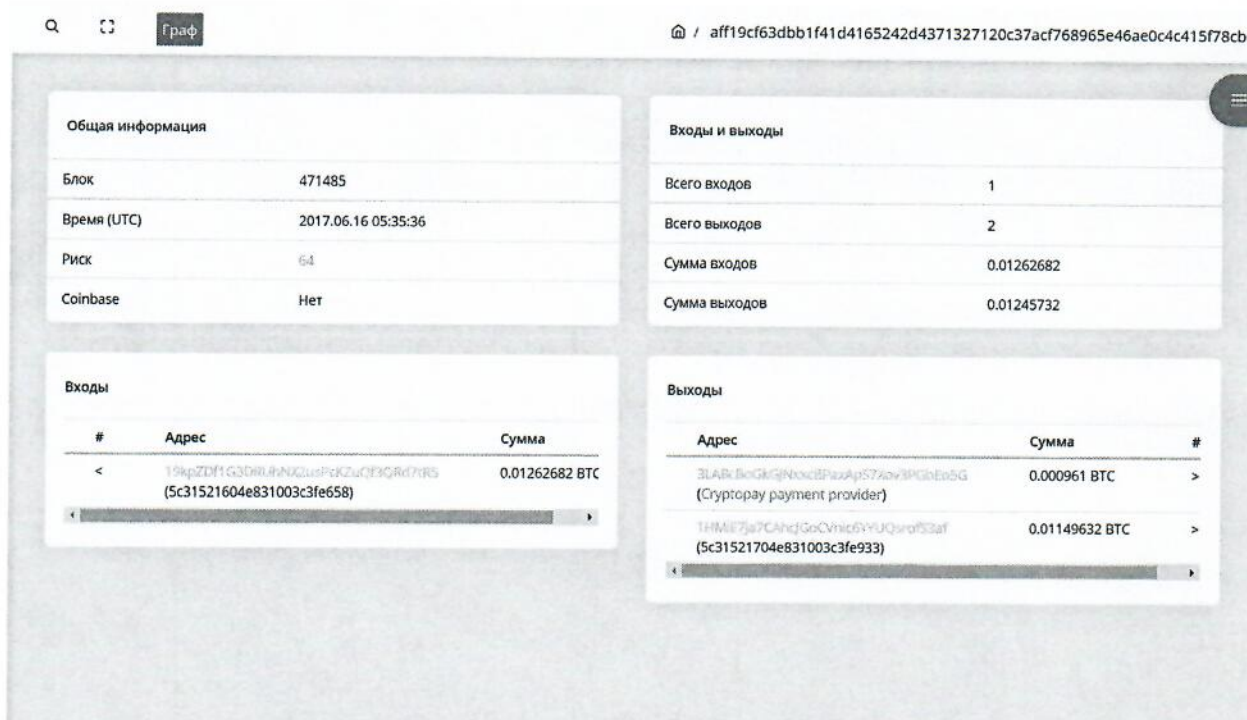 Граф
/ aff19cf63dbb1f41d4165242d4371327120c37acf768965e46ae0c4c415f78cb
Общая информация
Блок 471485
Время (UTC) 2017.06.16 05:35:36
Риск 64
Coinbase Нет
Входы и выходы
Всего входов 1
Всего выходов 2
Сумма входов 0.01262682
Сумма выходов 0.01245732
Входы
# Адрес Сумма
< 0.01262682 BTC
(5c31521604e831003c3fe658)
Выходы
Адрес Сумма #
0.000961 BTC >
(Cryptopay payment provider)
0.01149632 BTC >
(5c31521704e831003c3fe933)